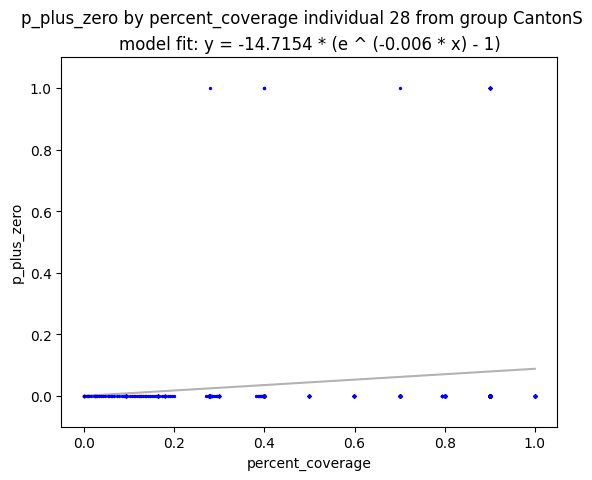 p_plus_zero by percent_coverage individual 28 from group CantonS
model fit: y = -14.7154 * (e ^ (-0.006 * x) - 1)
1.0
0.8
0.6
0.4
0.2
0.0
p_plus_zero
0.0 0.2 0.4 0.6 0.8 1.0
percent_coverage